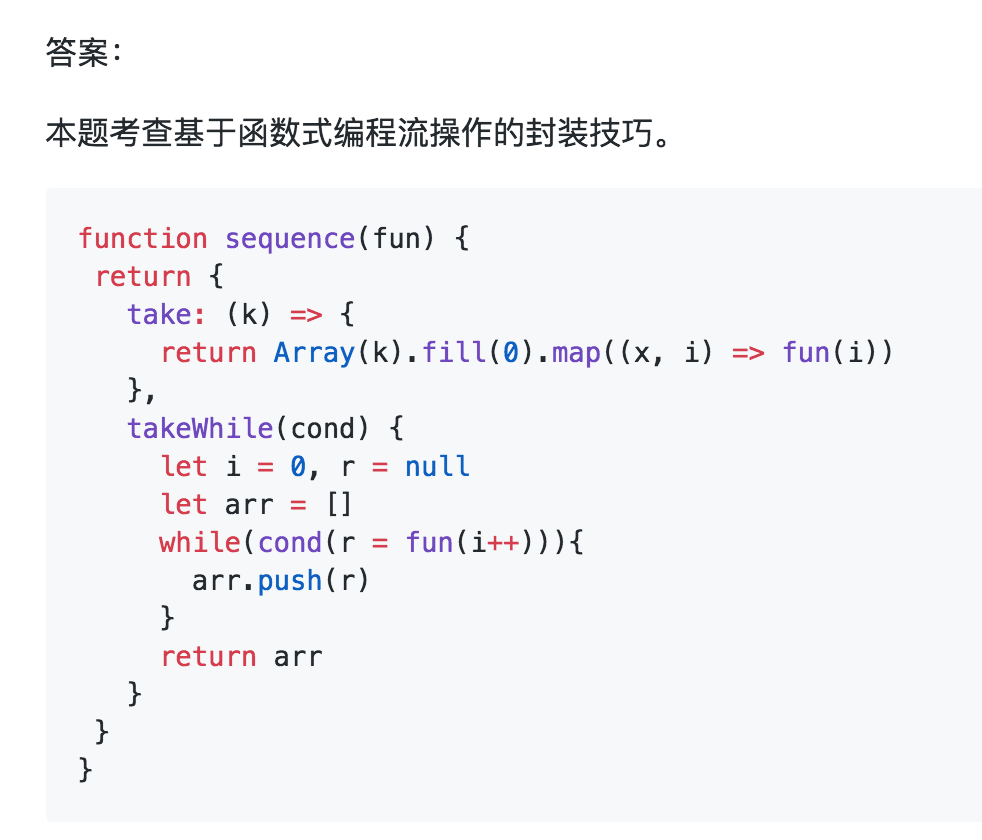 答案：
本题考查基于函数式编程流操作的封装技巧。
function sequence(fun) {
 return {
   take: (k) => {
     return Array(k).fill(0).map((x, i) => fun(i))
   },
   takeWhile(cond) {
     let i = 0, r = null
     let arr = []
     while(cond(r = fun(i++))){
       arr.push(r)
     }
     return arr
   }
 }
}